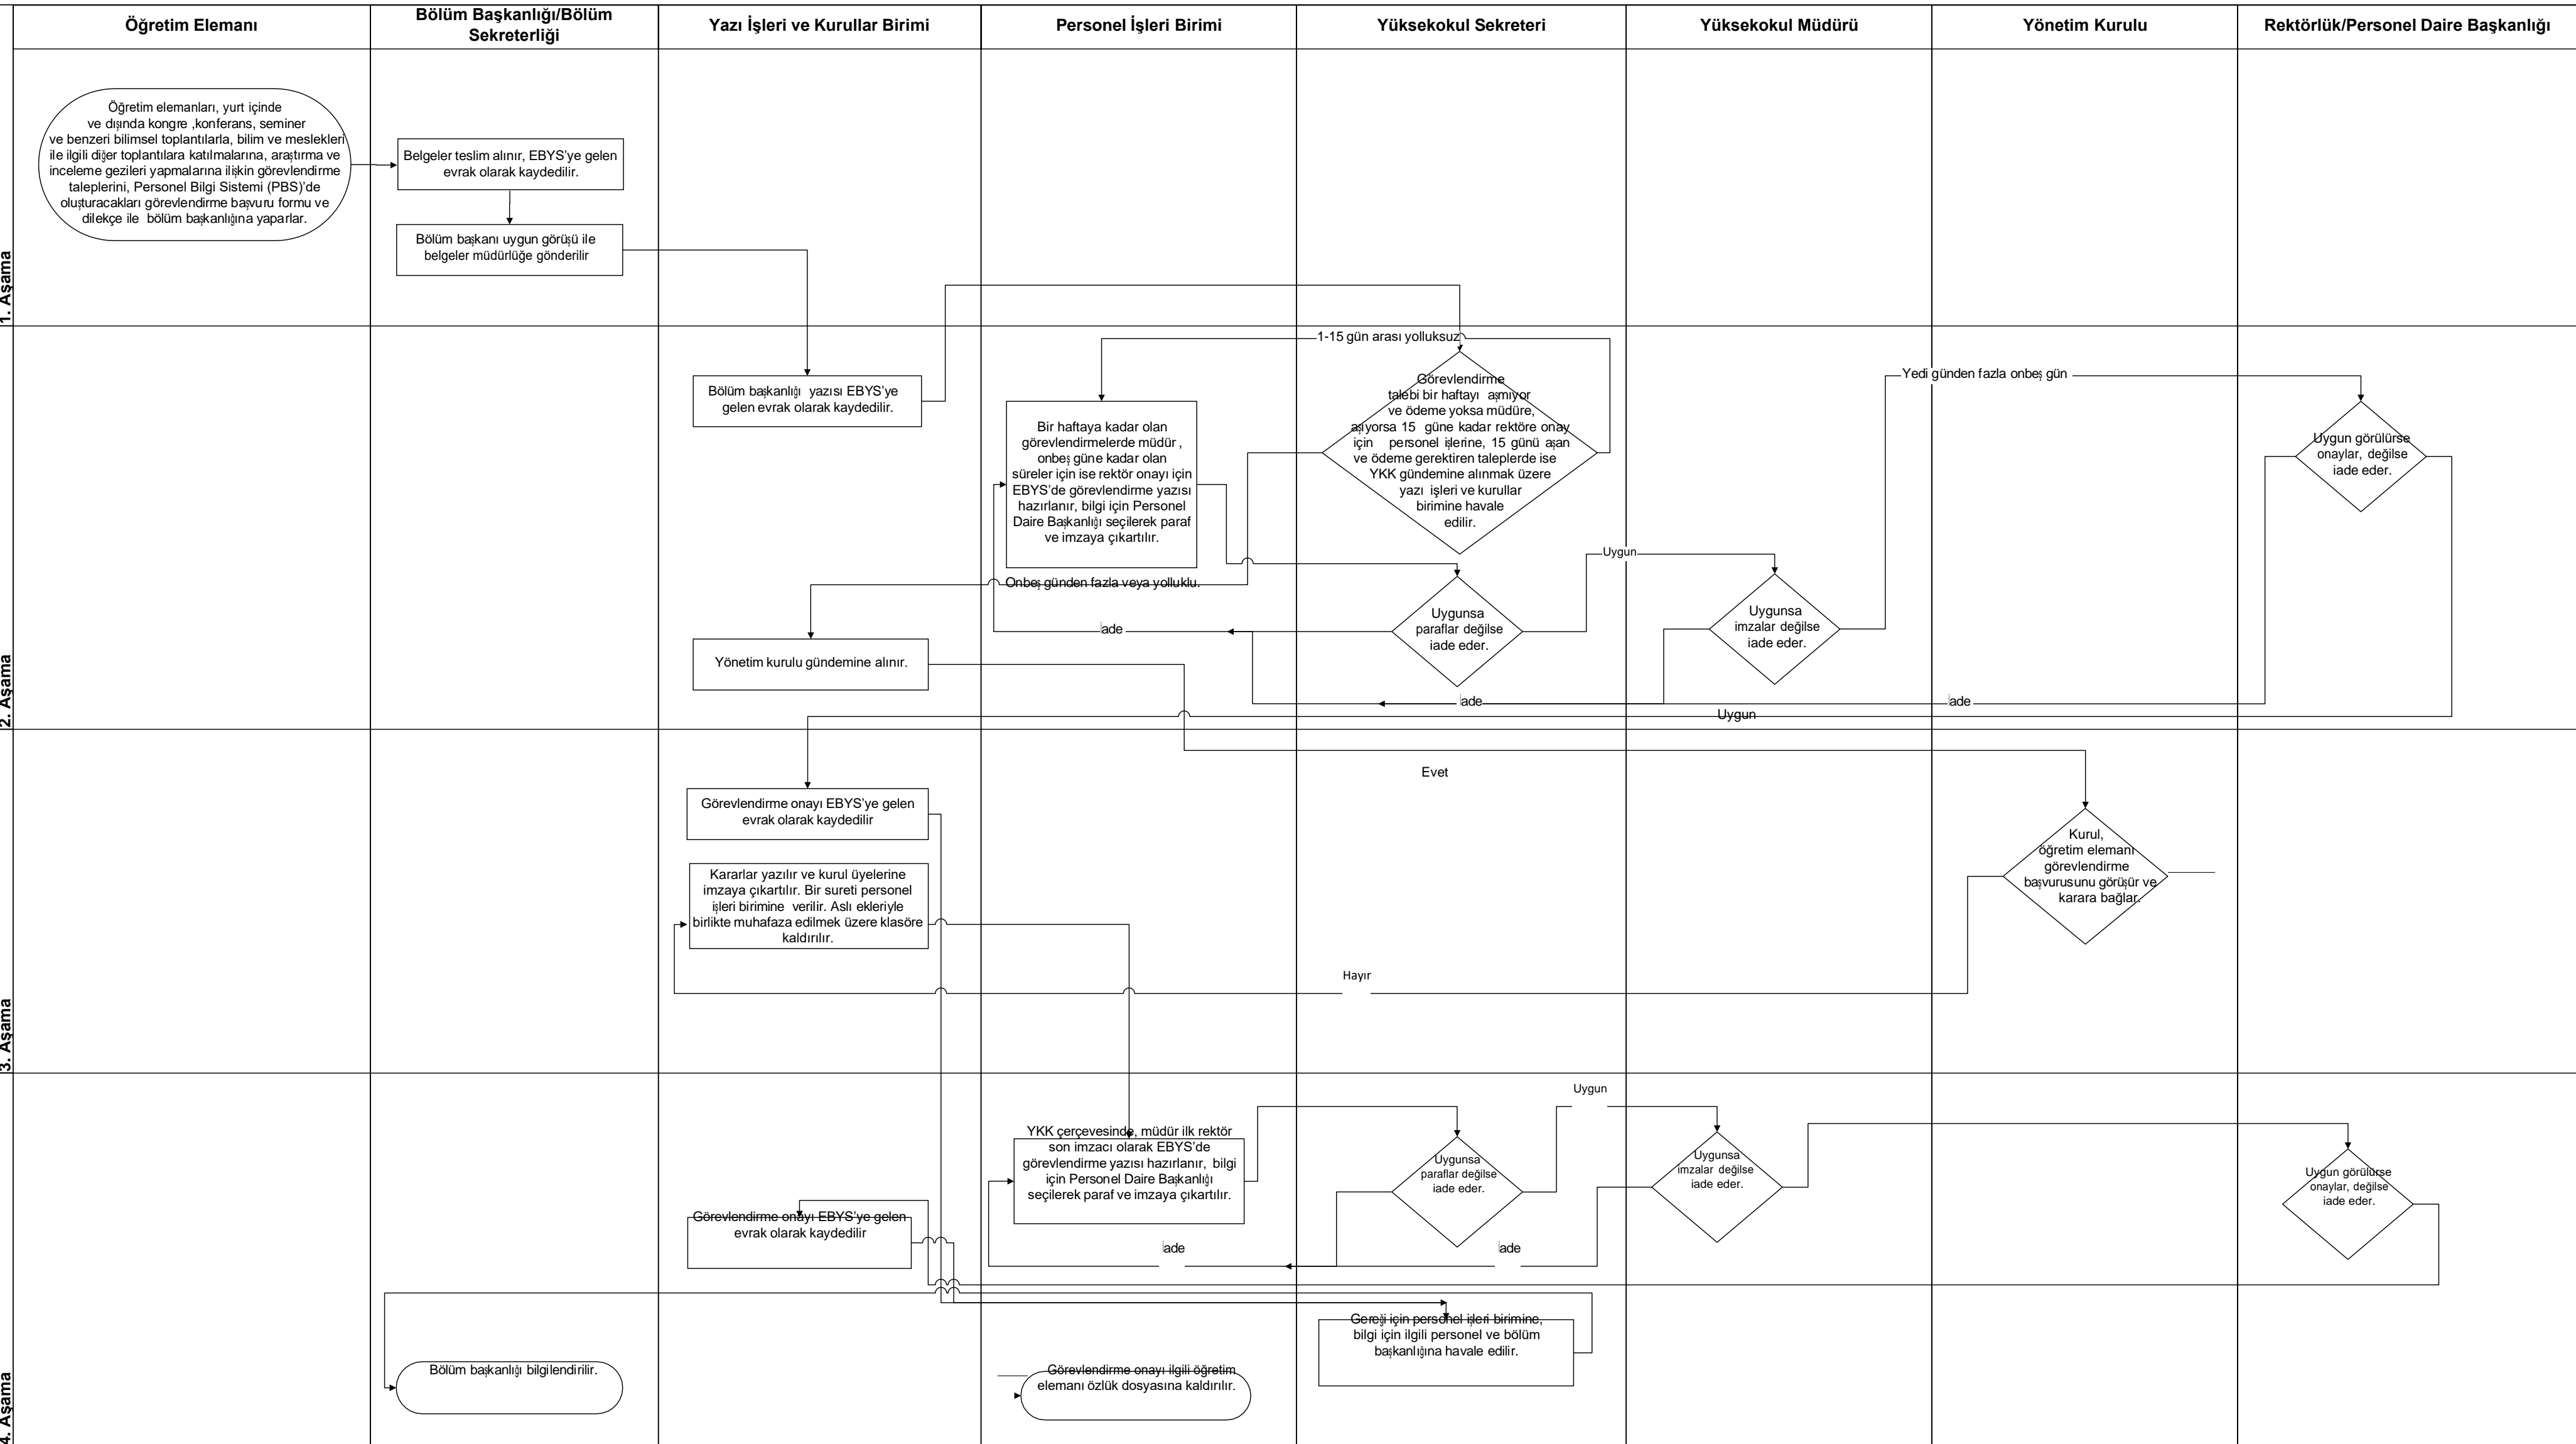 Öğretim Elemanı
Bölüm Başkanlığı/Bölüm
Sekreterliği
Yazı İşleri ve Kurullar Birimi
Personel İşleri Birimi
Yüksekokul Sekreteri
Yüksekokul Müdürü
Yönetim Kurulu
Rektörlük/Personel Daire Başkanlığı
1. Aşama
Öğretim elemanları, yurt içinde
ve dışında kongre ,konferans, seminer
ve benzeri bilimsel toplantılarla, bilim ve meslekleri
ile ilgili diğer toplantılara katılmalarına, araştırma ve
inceleme gezileri yapmalarına ilişkin görevlendirme
taleplerini, Personel Bilgi Sistemi (PBS)’de
oluşturacakları görevlendirme başvuru formu ve
dilekçe ile bölüm başkanlığına yaparlar.
Belgeler teslim alınır, EBYS’ye gelen
evrak olarak kaydedilir.
Bölüm başkanı uygun görüşü ile
belgeler müdürlüğe gönderilir
2. Aşama
Bölüm başkanlığı yazısı EBYS’ye
gelen evrak olarak kaydedilir.
1-15 gün arası yolluksuz
Bir haftaya kadar olan
görevlendirmelerde müdür ,
onbeş güne kadar olan
süreler için ise rektör onayı için
EBYS’de görevlendirme yazısı
hazırlanır, bilgi için Personel
Daire Başkanlığı seçilerek paraf
ve imzaya çıkartılır.
Görevlendirme
talebi bir haftayı aşmıyor
ve ödeme yoksa müdüre,
aşıyorsa 15 güne kadar rektöre onay
için personel işlerine, 15 günü aşan
ve ödeme gerektiren taleplerde ise
YKK gündemine alınmak üzere
yazı işleri ve kurullar
birimine havale
edilir.
Yedi günden fazla onbeş gün
Uygun görülürse
onaylar, değilse
iade eder.
Uygun
Onbeş günden fazla veya yolluklu.
Uygunsa
paraflar değilse
iade eder.
Uygunsa
imzalar değilse
iade eder.
ade
Yönetim kurulu gündemine alınır.
ade
ade
Uygun
3. Aşama
Evet
Görevlendirme onayı EBYS’ye gelen
evrak olarak kaydedilir
Kararlar yazılır ve kurul üyelerine
imzaya çıkartılır. Bir sureti personel
işleri birimine verilir. Aslı ekleriyle
birlikte muhafaza edilmek üzere klasöre
kaldırılır.
Kurul,
öğretim elemanı
görevlendirme
başvurusunu görüşür ve
karara bağlar.
Hayır
4. Aşama
Uygun
YKK çerçevesinde, müdür ilk rektör
son imzacı olarak EBYS’de
görevlendirme yazısı hazırlanır, bilgi
için Personel Daire Başkanlığı
seçilerek paraf ve imzaya çıkartılır.
Uygunsa
paraflar değilse
iade eder.
Uygunsa
imzalar değilse
iade eder.
Uygun görülürse
onaylar, değilse
iade eder.
Görevlendirme onayı EBYS’ye gelen
evrak olarak kaydedilir
ade
ade
Gereği için personel işleri birimine,
bilgi için ilgili personel ve bölüm
başkanlığına havale edilir.
Bölüm başkanlığı bilgilendirilir.
Görevlendirme onayı ilgili öğretim
elemanı özlük dosyasına kaldırılır.